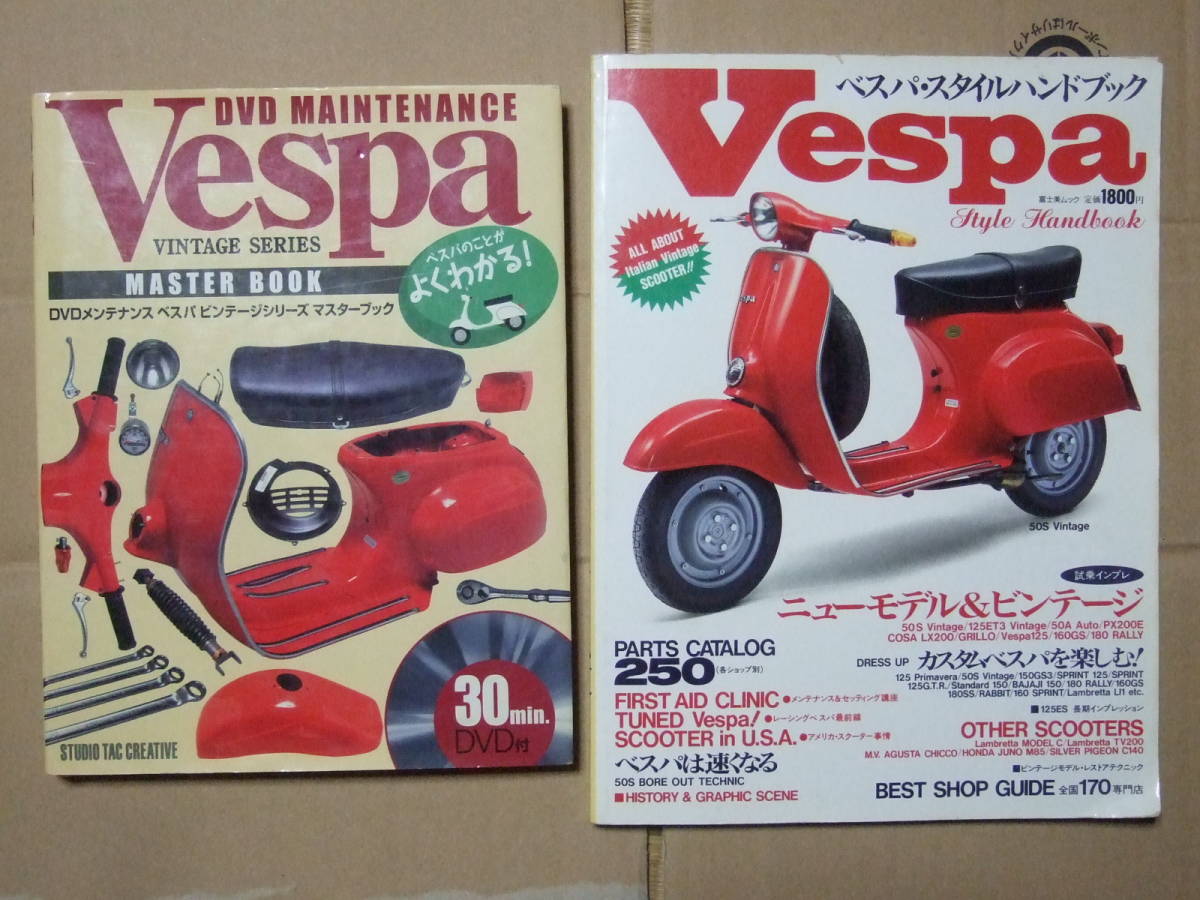 DVD MAINTENANCE
Vespa
VINTAGE SERIES
MASTER BOOK
DVDメンテナンス ベスパ ビンテージシリーズ マスターブック
ベスパのことが
よくわかる!
30min.
DVD付
STUDIO TAC CREATIVE
ベスパ・スタイルハンドブック
Vespa
富士美ムック 定価1800円
Style Handbook
ALL ABOUT
Italian Vintage
SCOOTER!!
50S Vintage
試乗インプレ
ニューモデル&ビンテージ
50S Vintage/125ET3 Vintage/50A Auto/PX200E
COSA LX200/GRILLO/Vespa125/160GS/180 RALLY
DRESS UP カスタムベスパを楽しむ!
125 Primavera/50S Vintage/150GS3/SPRINT 125/SPRINT
125G.T.R./Standard 150/BAJAJI 150/180 RALLY/160GS
180SS/RABBIT/160 SPRINT/Lambretta LI1 etc.
■125ES 長期インプレッション
OTHER SCOOTERS
Lambretta MODEL C/Lambretta TV200
M.V. AGUSTA CHICCO/HONDA JUNO M85/SILVER PIGEON C140
■ビンテージモデル・レストアテクニック
BEST SHOP GUIDE 全国170専門店
PARTS CATALOG
250(各ショップ別)
FIRST AID CLINIC ●メンテナンス&セッティング講座
TUNED Vespa! ●レーシングベスパ最前線
SCOOTER in U.S.A. ●アメリカ・スクーター事情
ベスパは速くなる
50S BORE OUT TECHNIC
■HISTORY & GRAPHIC SCENE